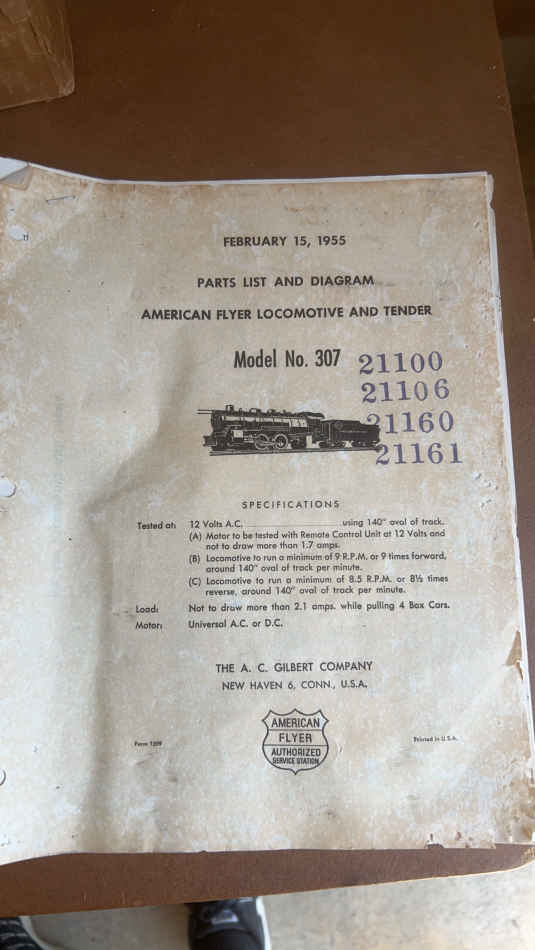 FEBRUARY 15, 1955
PARTS LIST AND DIAGRAM
AMERICAN FLYER LOCOMOTIVE AND TENDER
Model No. 307
21100
21106
21160
21161
SPECIFICATIONS
Tested at: 12 Volts A.C. using 140" oval of track.
(A) Motor to be tested with Remote Control Unit at 12 Volts and
not to draw more than 1.7 amps.
(B) Locomotive to run a minimum of 9 R.P.M. or 9 times forward,
around 140" oval of track per minute.
(C) Locomotive to run a minimum of 8.5 R.P.M. or 8½ times
reverse, around 140" oval of track per minute.
Load: Not to draw more than 2.1 amps. while pulling 4 Box Cars.
Motor: Universal A.C. or D.C.
THE A. C. GILBERT COMPANY
NEW HAVEN 6, CONN., U.S.A.
AMERICAN
FLYER
AUTHORIZED
SERVICE STATION
Form 1209
Printed in U.S.A.